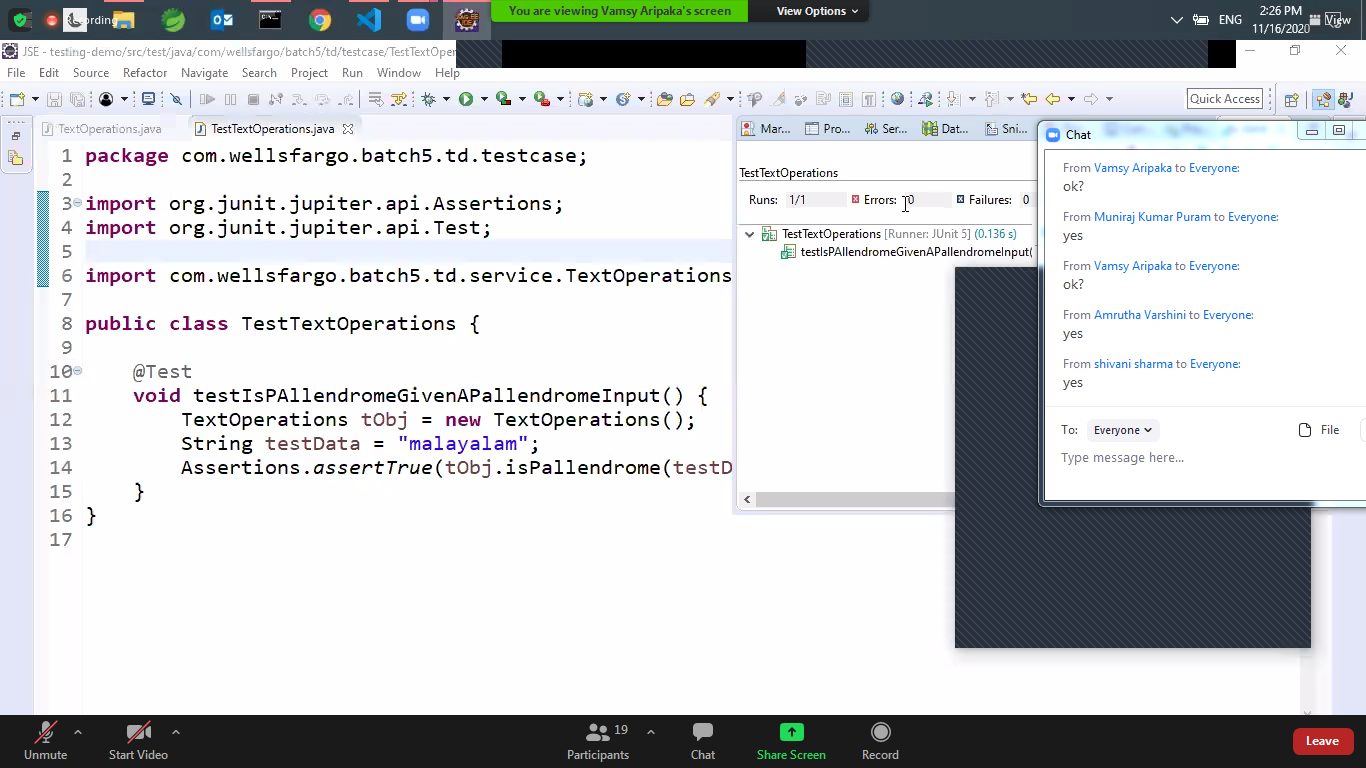 Recording
You are viewing Vamsy Aripaka's screen
View Options
ENG
2:26 PM
11/16/2020
View
JSE - testing-demo/src/test/java/com/wellsfargo/batch5/td/testcase/TestTextOper
File Edit Source Refactor Navigate Search Project Run Window Help
Quick Access
TextOperations.java
TestTextOperations.java
1 package com.wellsfargo.batch5.td.testcase;
2
3 import org.junit.jupiter.api.Assertions;
4 import org.junit.jupiter.api.Test;
5
6 import com.wellsfargo.batch5.td.service.TextOperations
7
8 public class TestTextOperations {
9
10 @Test
11 void testIsPAllendromeGivenAPallendromeInput() {
12 TextOperations tObj = new TextOperations();
13 String testData = "malayalam";
14 Assertions.assertTrue(tObj.isPallendrome(testD
15 }
16 }
17
Mar... Pro... Ser... Dat... Sni...
TestTextOperations
Runs: 1/1 Errors: 0 Failures: 0
TestTextOperations [Runner: JUnit 5] (0.136 s)
testIsPAllendromeGivenAPallendromeInput(
Chat
From Vamsy Aripaka to Everyone:
ok?
From Muniraj Kumar Puram to Everyone:
yes
From Vamsy Aripaka to Everyone:
ok?
From Amrutha Varshini to Everyone:
yes
From shivani sharma to Everyone:
yes
To: Everyone
File
Type message here...
Unmute
Start Video
Participants 19
Chat
Share Screen
Record
Leave